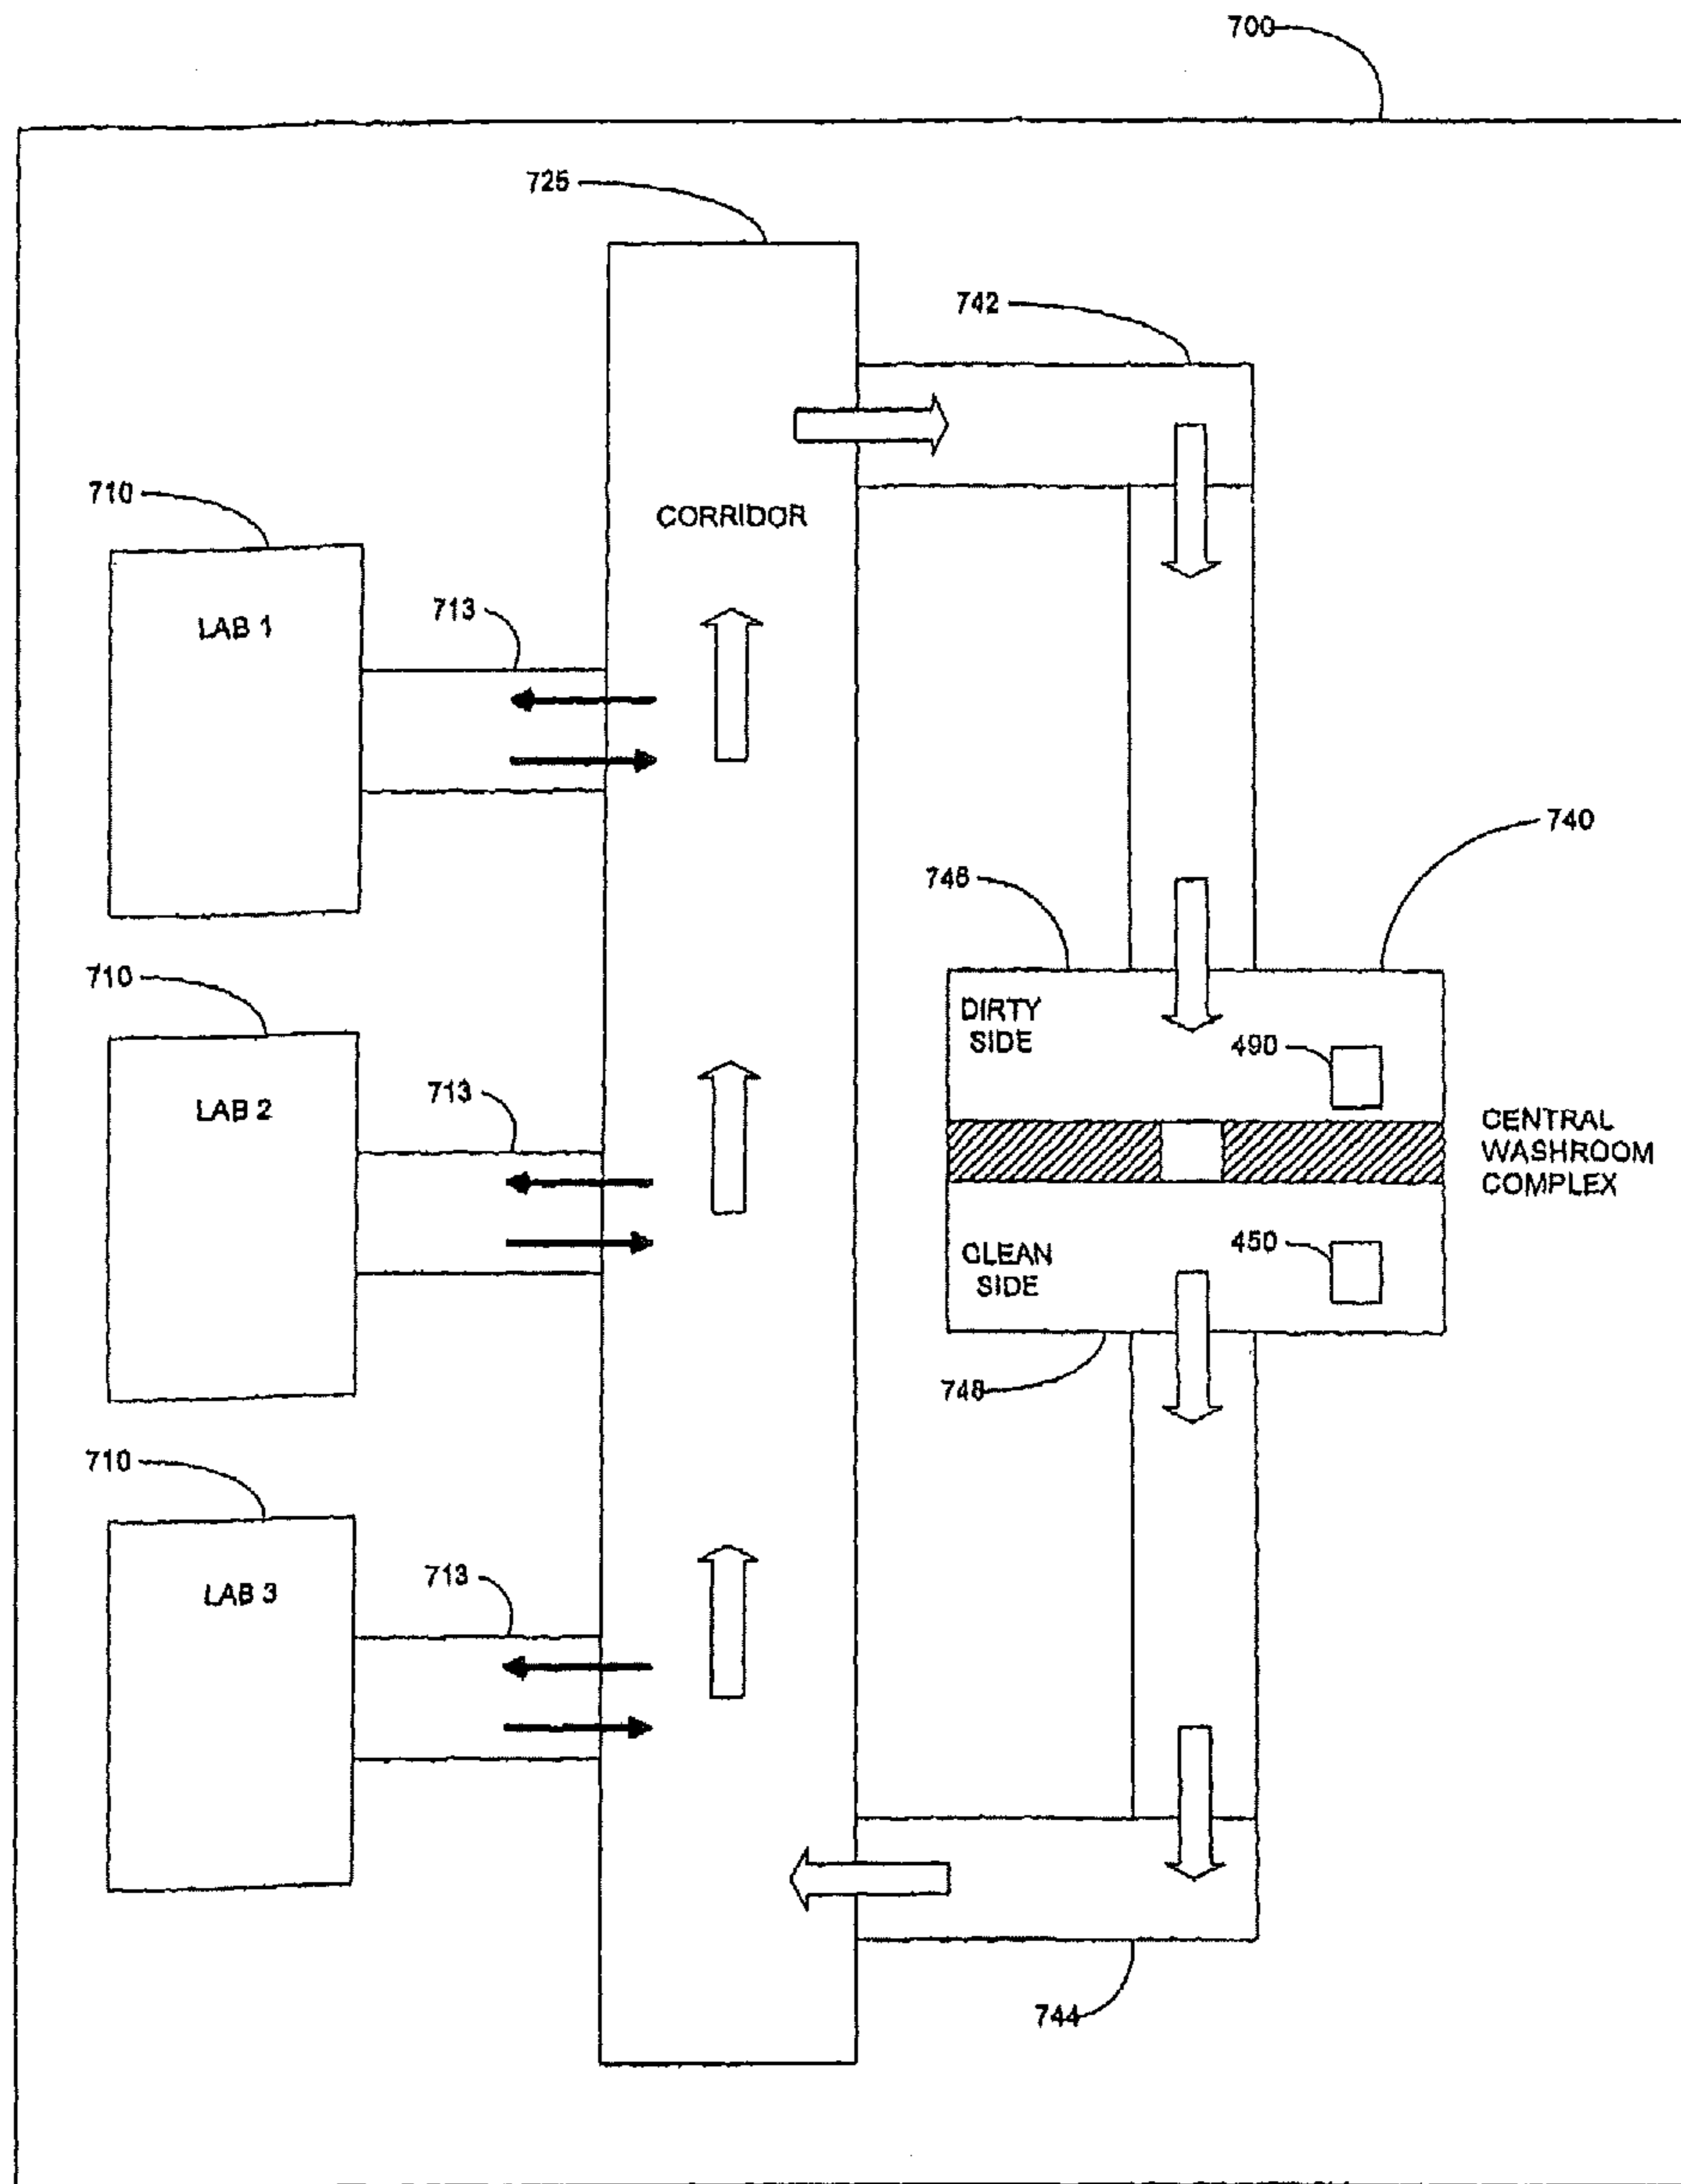 700
725
742
710
CORRIDOR
LAB 1
713
740
746
710
DIRTY
SIDE
490
713
LAB 2
CENTRAL
WASHROOM
COMPLEX
450
CLEAN
SIDE
748
710
713
LAB 3
744